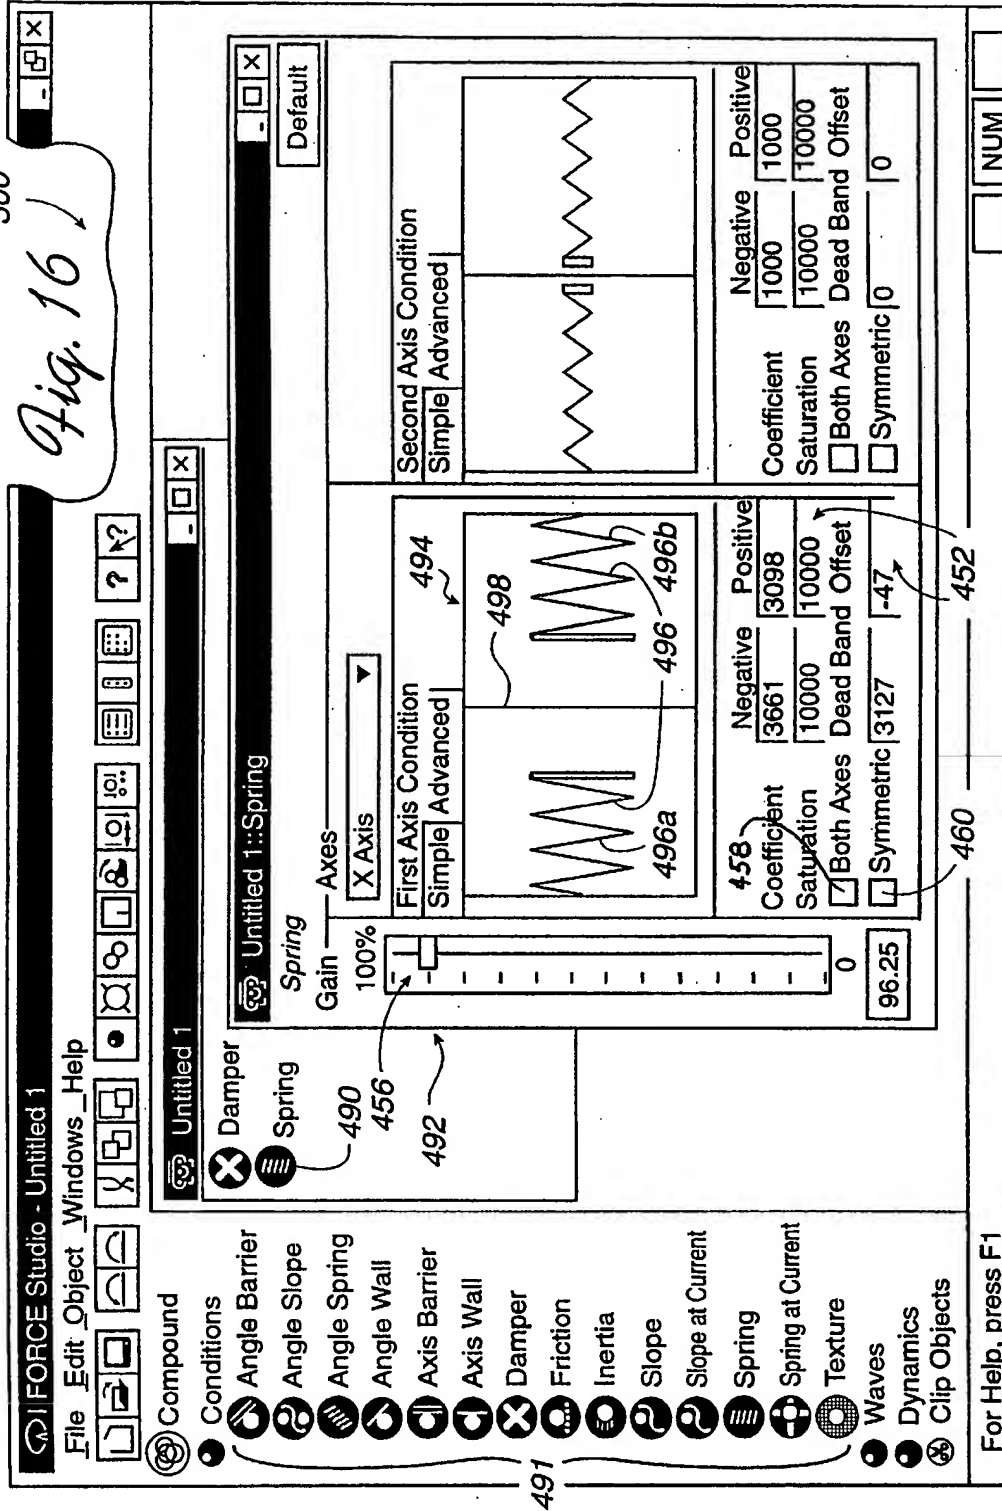 Fig. 16
I FORCE Studio - Untitled 1
File Edit Object Windows Help
Compound
Conditions
Angle Barrier
Angle Slope
Angle Spring
Angle Wall
Axis Barrier
Axis Wall
Damper
Friction
Inertia
Slope
Slope at Current
Spring
Spring at Current
Texture
Waves
Dynamics
Clip Objects
491
Untitled 1
Damper
Spring
490
456
492
Untitled 1::Spring
Spring
Default
Gain
Axes
100%
X Axis
0
96.25
First Axis Condition
Simple Advanced
494
498
496a
496
496b
458
Negative Positive
Coefficient 3661 3098
Saturation 10000 10000
Both Axes Dead Band Offset
Symmetric 3127 -47
460
452
Second Axis Condition
Simple Advanced
Negative Positive
Coefficient 1000 1000
Saturation 10000 10000
Both Axes Dead Band Offset
Symmetric 0 0
For Help, press F1
NUM